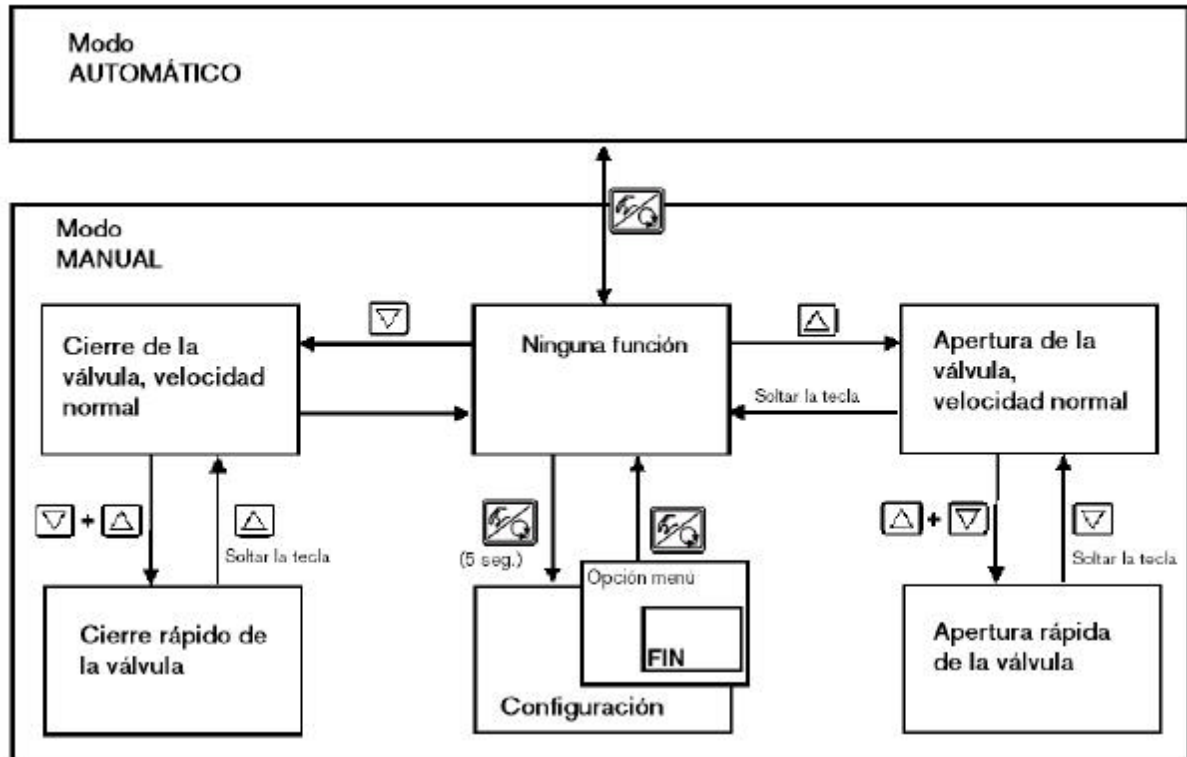 Modo
AUTOMÁTICO
Modo
MANUAL
Cierre de la
válvula, velocidad
normal
Ninguna función
Apertura de la
válvula,
velocidad normal
Soltar la tecla
+
Soltar la tecla
(5 seg.)
+
Soltar la tecla
Cierre rápido de
la válvula
Opción menú
FIN
Configuración
Apertura rápida
de la válvula